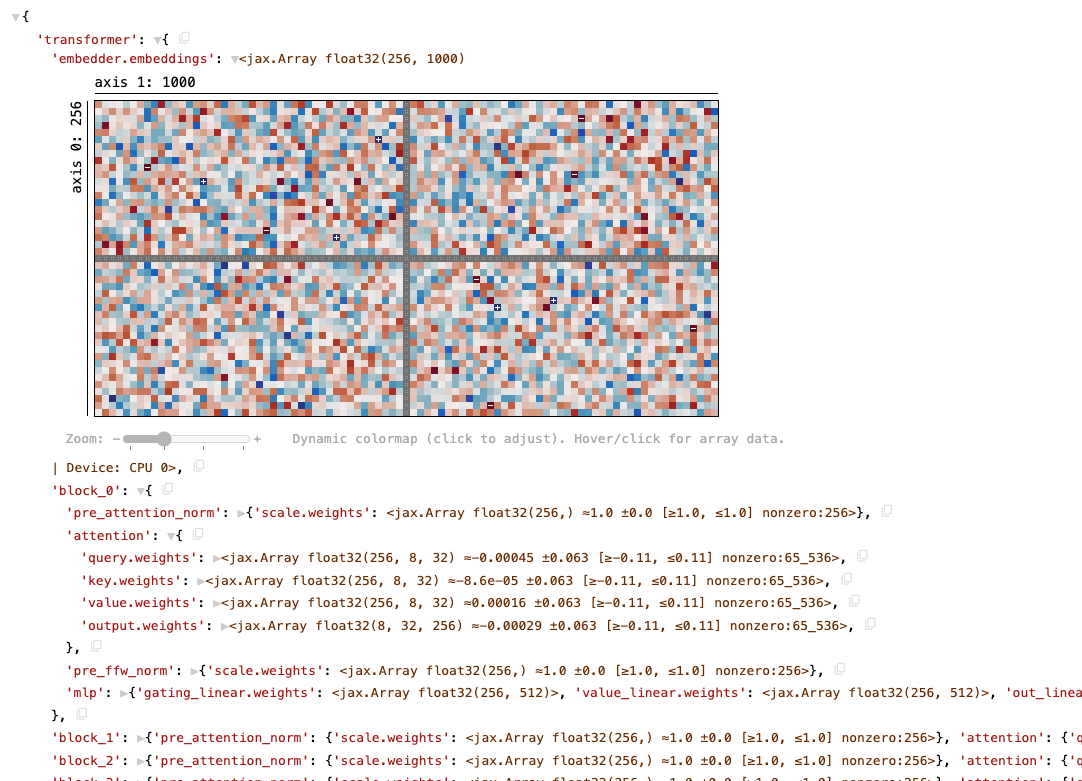 ▼{
'transformer': ▼{
'embedder.embeddings': ▼<jax.Array float32(256, 1000)
axis 1: 1000
axis 0: 256
Zoom: − + Dynamic colormap (click to adjust). Hover/click for array data.
| Device: CPU 0>,
'block_0': ▼{
'pre_attention_norm': ▶{'scale.weights': <jax.Array float32(256,) ≈1.0 ±0.0 [≥1.0, ≤1.0] nonzero:256>},
'attention': ▼{
'query.weights': ▶<jax.Array float32(256, 8, 32) ≈-0.00045 ±0.063 [≥-0.11, ≤0.11] nonzero:65_536>,
'key.weights': ▶<jax.Array float32(256, 8, 32) ≈-8.6e-05 ±0.063 [≥-0.11, ≤0.11] nonzero:65_536>,
'value.weights': ▶<jax.Array float32(256, 8, 32) ≈0.00016 ±0.063 [≥-0.11, ≤0.11] nonzero:65_536>,
'output.weights': ▶<jax.Array float32(8, 32, 256) ≈-0.00029 ±0.063 [≥-0.11, ≤0.11] nonzero:65_536>,
},
'pre_ffw_norm': ▶{'scale.weights': <jax.Array float32(256,) ≈1.0 ±0.0 [≥1.0, ≤1.0] nonzero:256>},
'mlp': ▶{'gating_linear.weights': <jax.Array float32(256, 512)>, 'value_linear.weights': <jax.Array float32(256, 512)>, 'out_linea
},
'block_1': ▶{'pre_attention_norm': {'scale.weights': <jax.Array float32(256,) ≈1.0 ±0.0 [≥1.0, ≤1.0] nonzero:256>}, 'attention': {'q
'block_2': ▶{'pre_attention_norm': {'scale.weights': <jax.Array float32(256,) ≈1.0 ±0.0 [≥1.0, ≤1.0] nonzero:256>}, 'attention': {'q